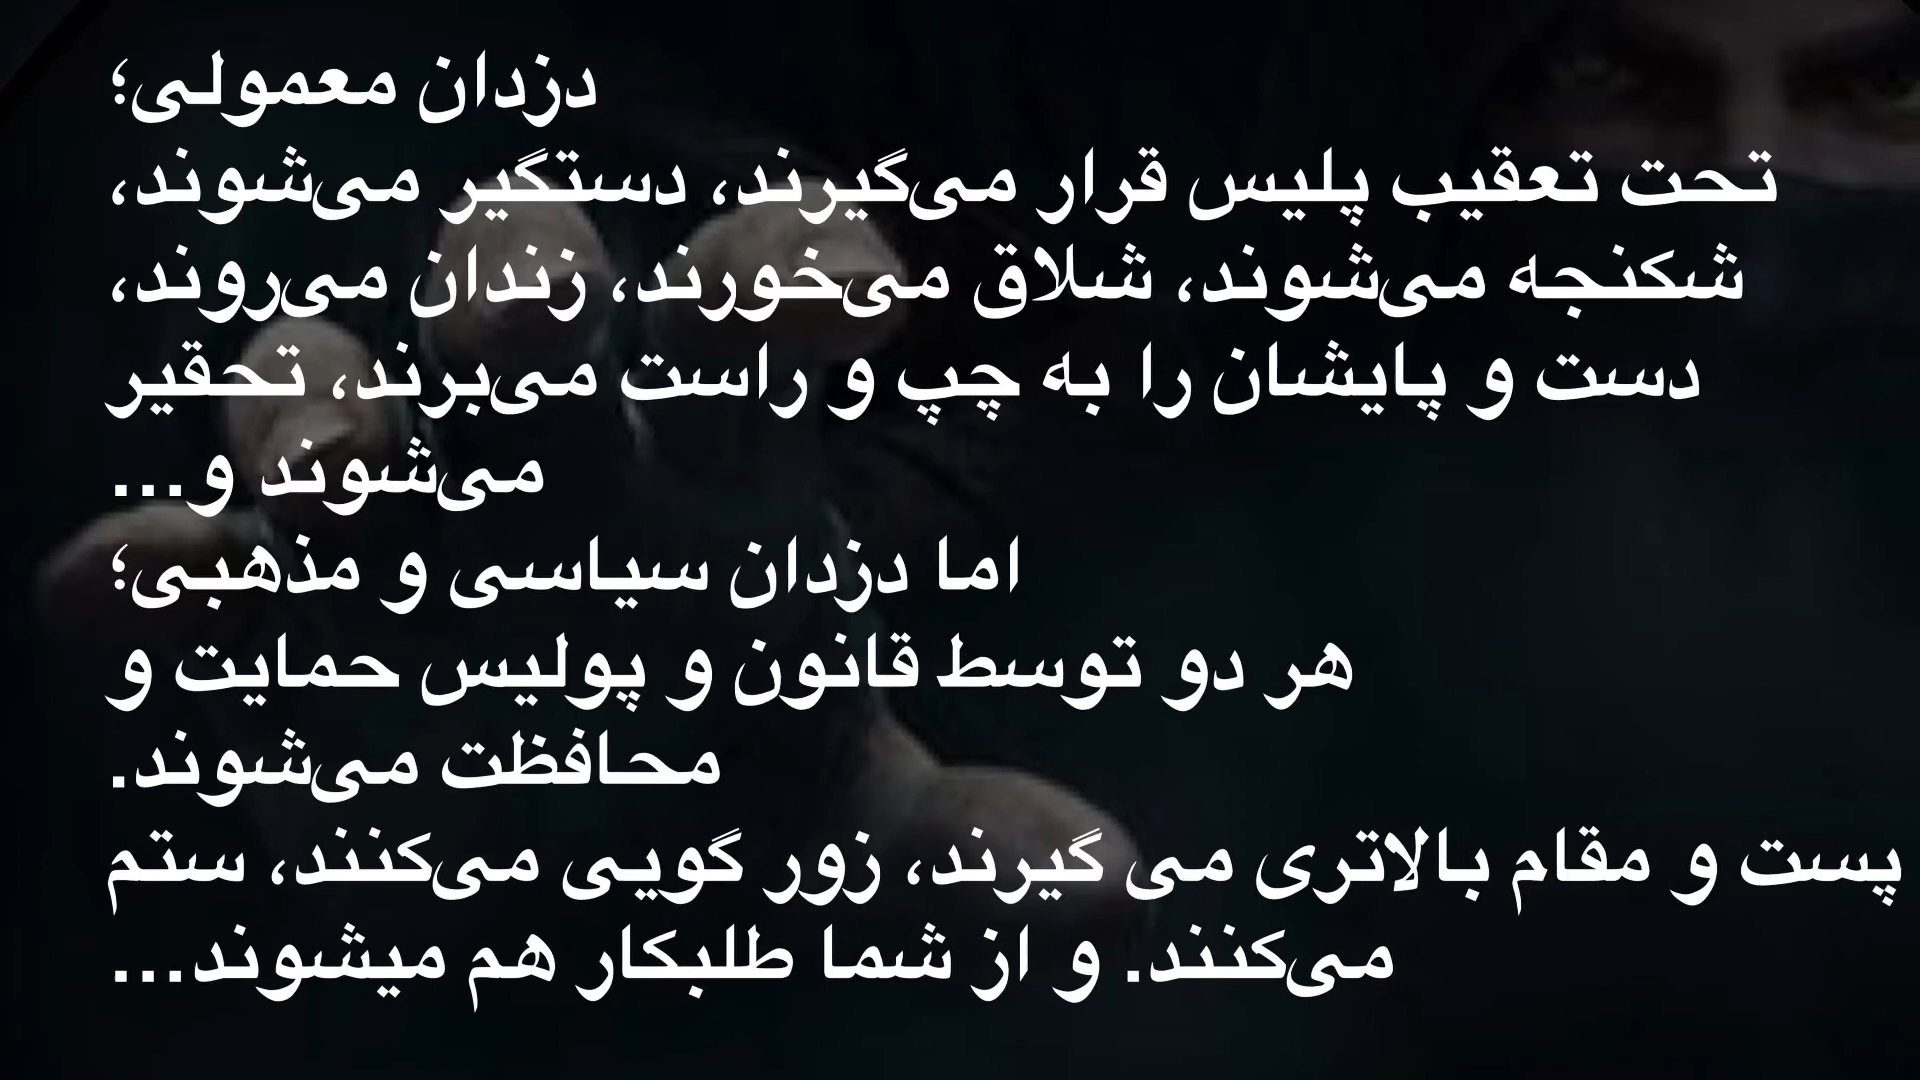 دزدان معمولی؛
تحت تعقیب پلیس قرار می‌گیرند، دستگیر می‌شوند،
شکنجه می‌شوند، شلاق می‌خورند، زندان می‌روند،
دست و پایشان را به چپ و راست می‌برند، تحقیر
می‌شوند و...
اما دزدان سیاسی و مذهبی؛
هر دو توسط قانون و پولیس حمایت و
محافظت می‌شوند.
پست و مقام بالاتری می گیرند، زور گویی می‌کنند، ستم
می‌کنند. و از شما طلبکار هم میشوند...